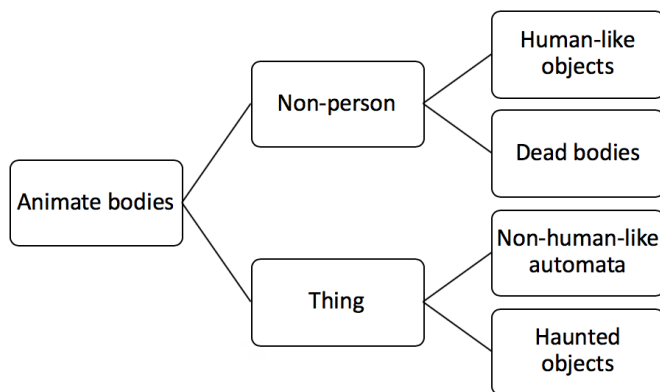 Animate bodies
Non-person
Thing
Human-like
objects
Dead bodies
Non-human-like
automata
Haunted
objects